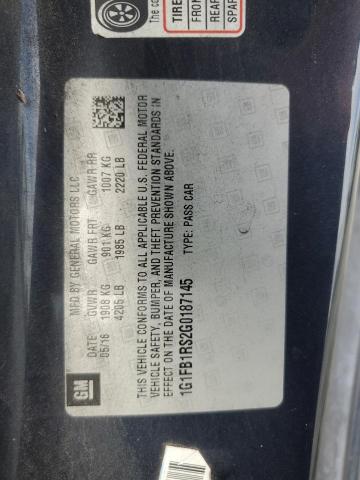 The co
TIRE
FRON
REAR
SPAR
MFD BY GENERAL MOTORS LLC
DATE GVWR GAWR FRT GAWR RR
05/16 1908 KG 901 KG 1007 KG
4205 LB 1985 LB 2220 LB
THIS VEHICLE CONFORMS TO ALL APPLICABLE U.S. FEDERAL MOTOR
VEHICLE SAFETY, BUMPER, AND THEFT PREVENTION STANDARDS IN
EFFECT ON THE DATE OF MANUFACTURE SHOWN ABOVE.
1G1FB1RS2G0187145 TYPE: PASS CAR
GM